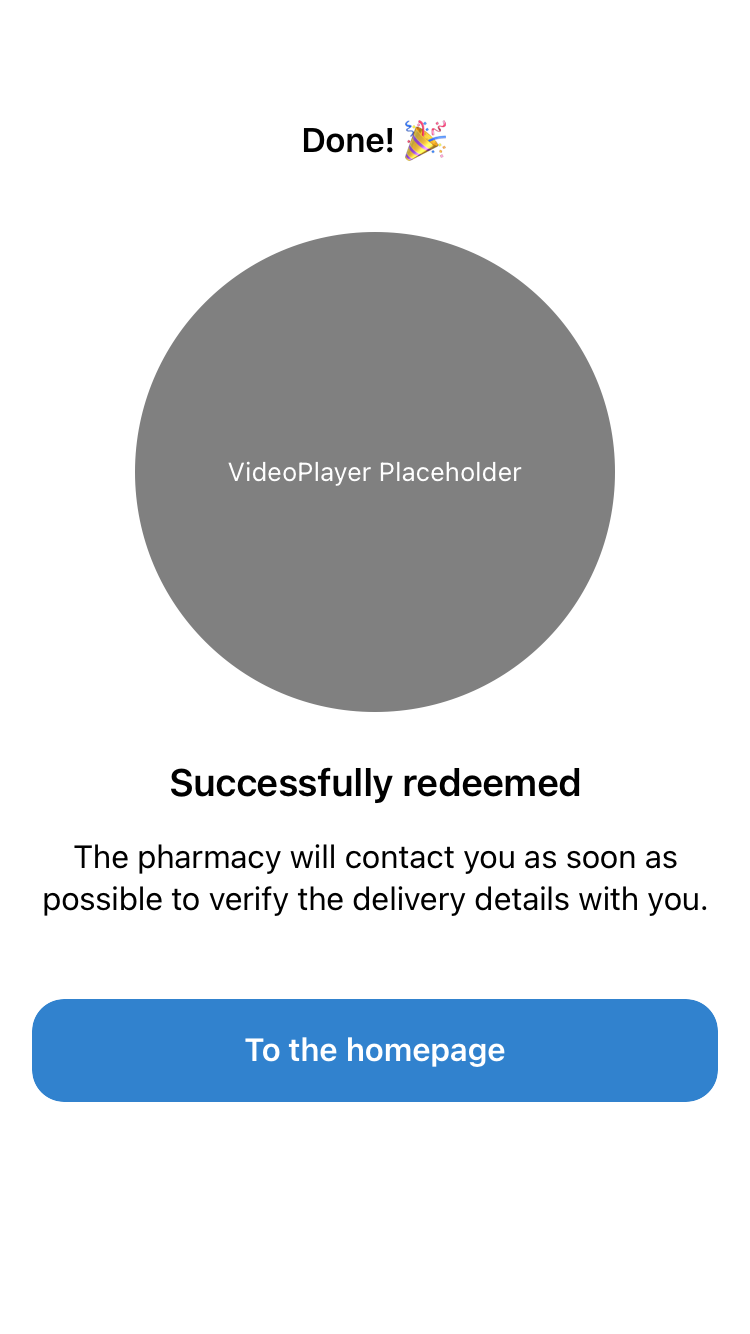 Done! 🎉
VideoPlayer Placeholder
Successfully redeemed
The pharmacy will contact you as soon as
possible to verify the delivery details with you.
To the homepage